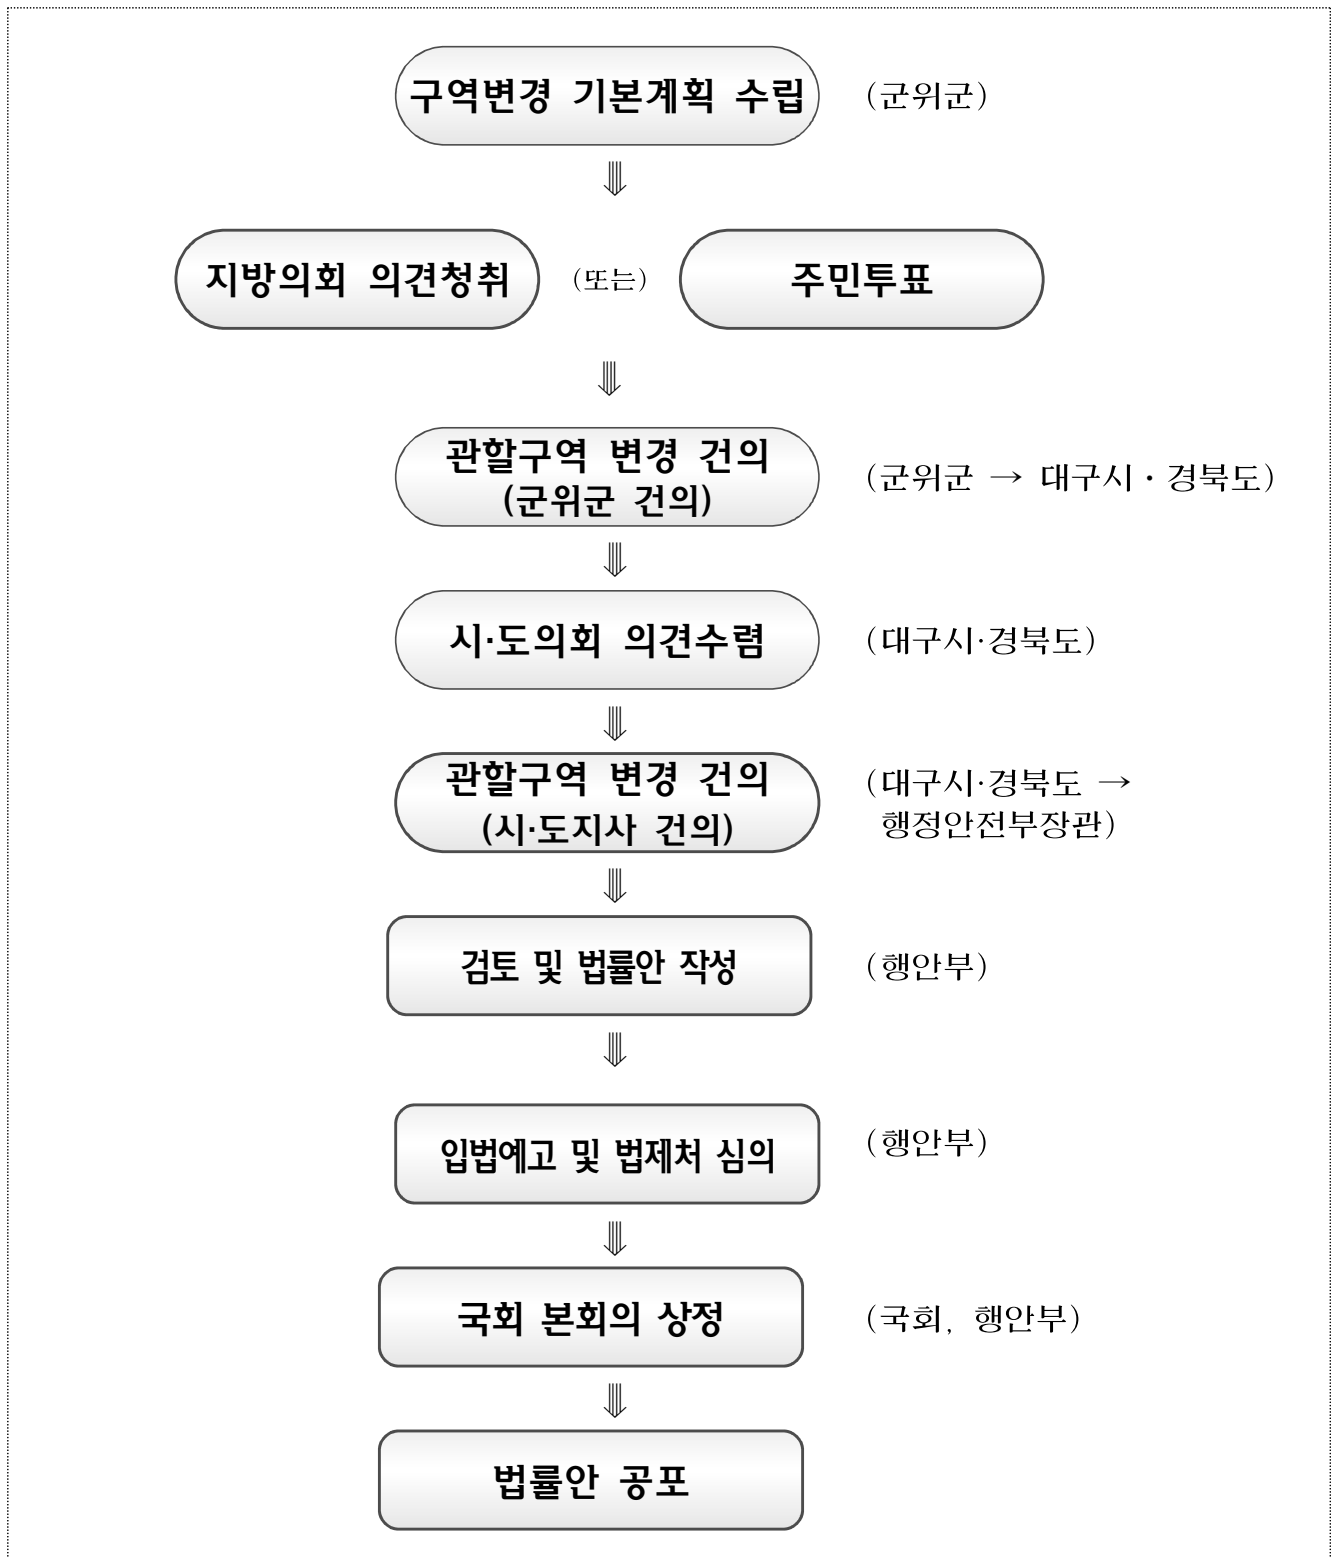 구역변경 기본계획 수립 (군위군)
지방의회 의견청취 (또는) 주민투표
관할구역 변경 건의
(군위군 건의)
(군위군 → 대구시·경북도)
시·도의회 의견수렴 (대구시·경북도)
관할구역 변경 건의
(시·도지사 건의)
(대구시·경북도 →
행정안전부장관)
검토 및 법률안 작성 (행안부)
입법예고 및 법제처 심의 (행안부)
국회 본회의 상정 (국회, 행안부)
법률안 공포